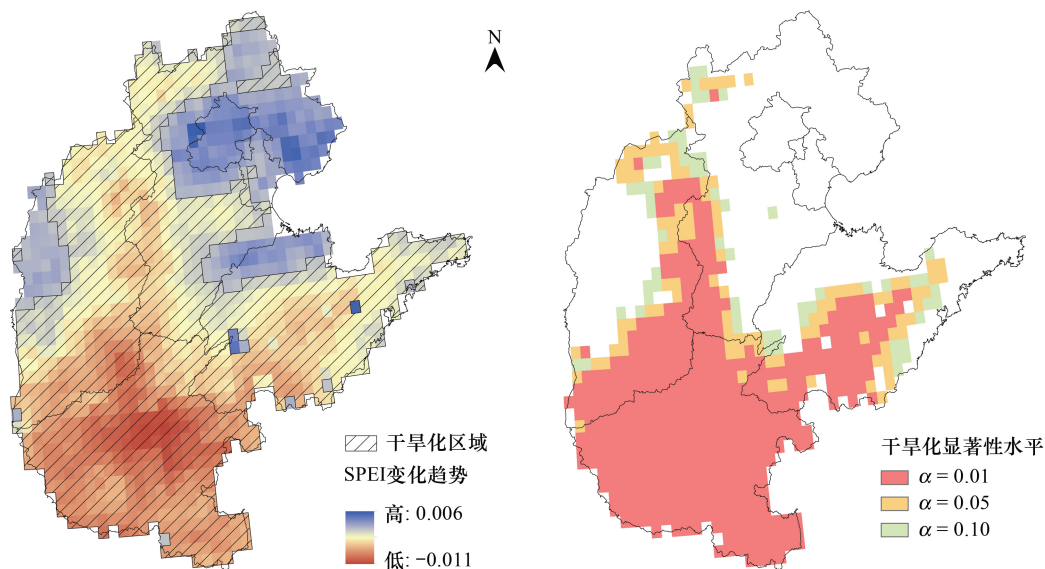 N
干旱化区域
SPEI变化趋势
高: 0.006
低: −0.011
干旱化显著性水平
α = 0.01
α = 0.05
α = 0.10